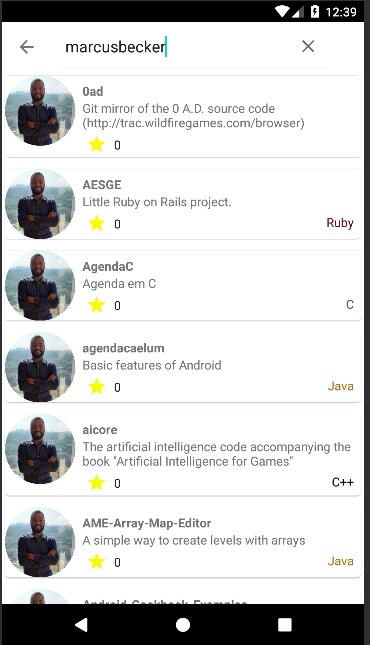 12:39
marcusbecker
0ad
Git mirror of the 0 A.D. source code
(http://trac.wildfiregames.com/browser)
0
AESGE
Little Ruby on Rails project.
0 Ruby
AgendaC
Agenda em C
0 C
agendacaelum
Basic features of Android
0 Java
aicore
The artificial intelligence code accompanying the
book "Artificial Intelligence for Games"
0 C++
AME-Array-Map-Editor
A simple way to create levels with arrays
0 Java